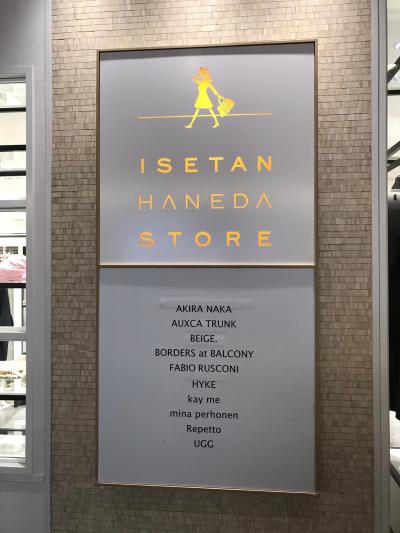 ISETAN
HANEDA
STORE
AKIRA NAKA
AUXCA TRUNK
BEIGE.
BORDERS at BALCONY
FABIO RUSCONI
HYKE
kay me
mina perhonen
Repetto
UGG